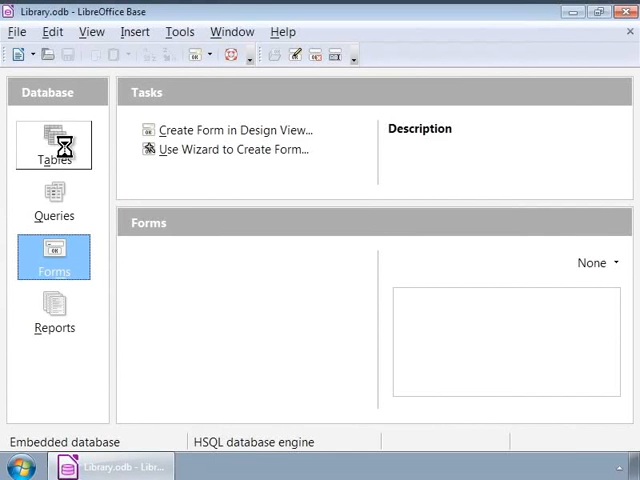 Library.odb - LibreOffice Base
File Edit View Insert Tools Window Help
Database
Tables
Queries
Forms
Reports
Tasks
Create Form in Design View...
Use Wizard to Create Form...
Description
Forms
None
Embedded database
HSQL database engine
Library.odb - Libr...